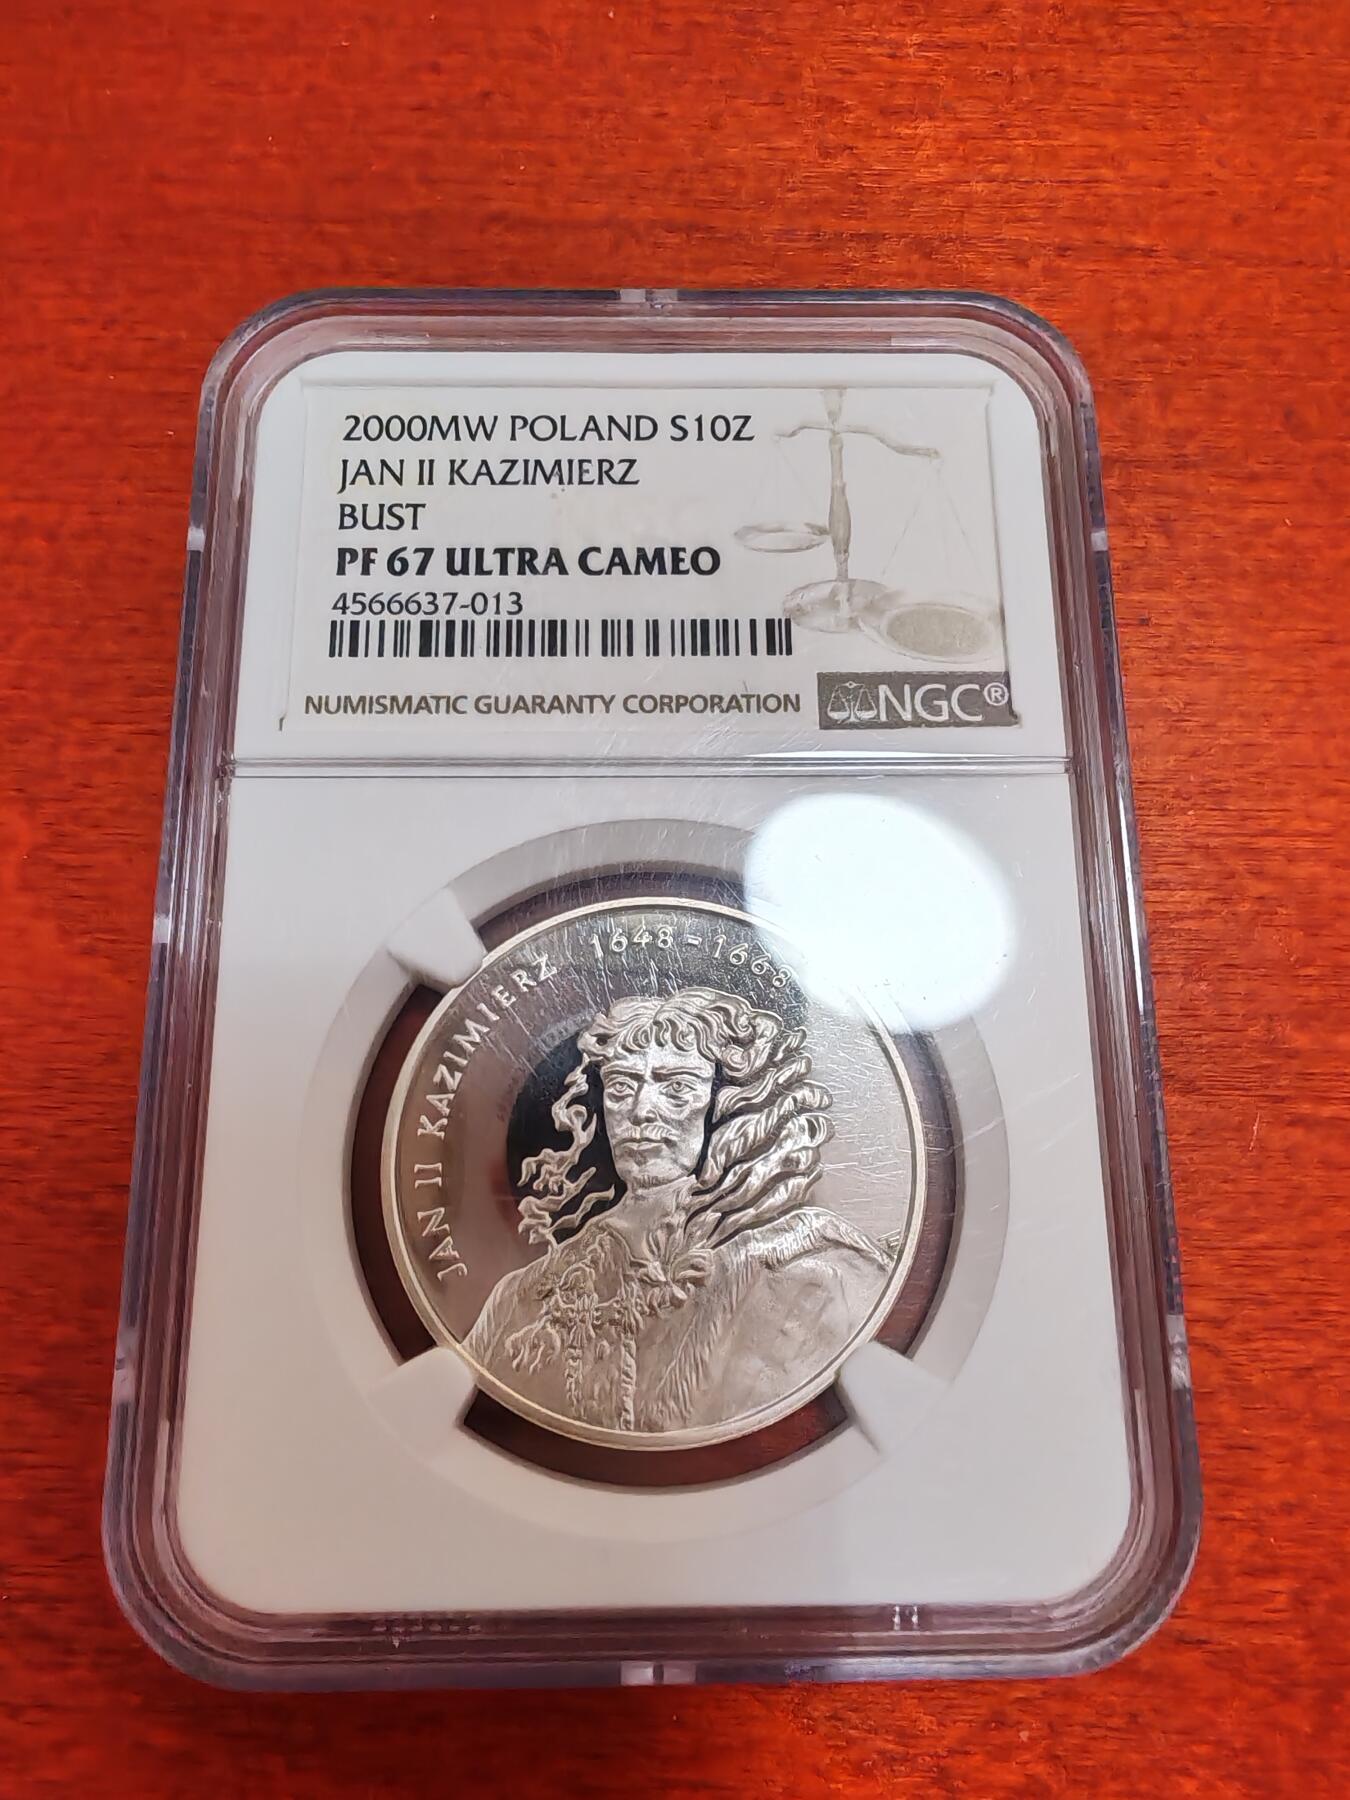 2000MW POLAND S10Z
JAN II KAZIMIERZ
BUST
PF 67 ULTRA CAMEO
4566637-013
NUMISMATIC GUARANTY CORPORATION NGC®
JAN II KAZIMIERZ 1648-1668